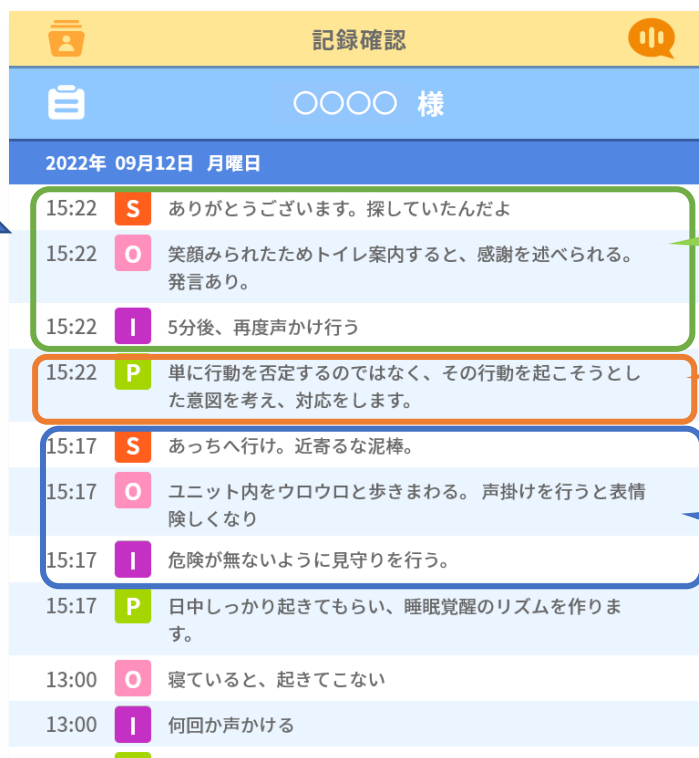 記録確認
○○○○ 様
2022年 09月12日 月曜日
15:22 S ありがとうございます。探していたんだよ
15:22 O 笑顔みられたためトイレ案内すると、感謝を述べられる。
発言あり。
15:22 I 5分後、再度声かけ行う
15:22 P 単に行動を否定するのではなく、その行動を起こそうとし
た意図を考え、対応をします。
15:17 S あっちへ行け。近寄るな泥棒。
15:17 O ユニット内をウロウロと歩きまわる。 声掛けを行うと表情
険しくなり
15:17 I 危険が無ないように見守りを行う。
15:17 P 日中しっかり起きてもらい、睡眠覚醒のリズムを作りま
す。
13:00 O 寝ていると、起きてこない
13:00 I 何回か声かける